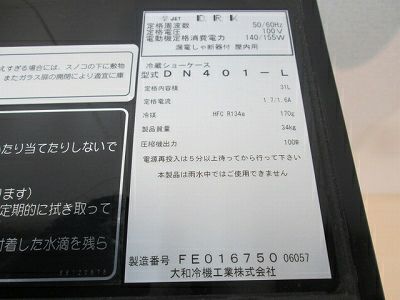 JET DRK
定格周波数 50/60Hz
定格電圧 100V
電動機定格消費電力 140/155W
漏電しゃ断器付 屋内用
冷蔵ショーケース
型式 DN401-L
定格内容積 31L
定格電流 1.7/1.6A
冷媒 HFC R134a 170g
製品質量 34kg
圧縮機出力 100W
電源再投入は5分以上待ってから行って下さい
本製品は雨水中ではご使用できません
製造番号 FE016750 06057
大和冷機工業株式会社
えすぎる場合には、スノコの下に敷物
またガラス扉の開閉により適宜に庫
たり当てたりしないで
ります）
定期的に拭き取って
付着した水滴を残ら